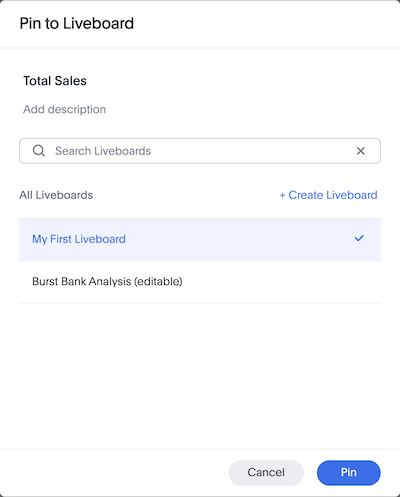 Pin to Liveboard
Total Sales
Add description
Search Liveboards
All Liveboards
+ Create Liveboard
My First Liveboard
Burst Bank Analysis (editable)
Cancel
Pin